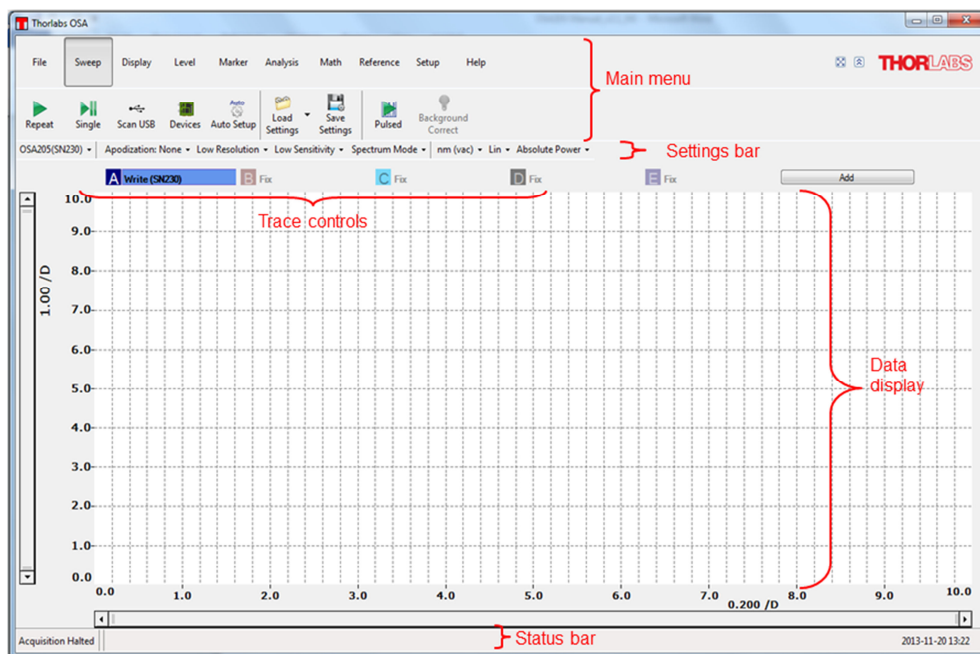 Thorlabs OSA
File Sweep Display Level Marker Analysis Math Reference Setup Help
THORLABS
Main menu
Repeat Single Scan USB Devices Auto Setup Load Settings Save Settings Pulsed Background Correct
OSA205(SN230) Apodization: None Low Resolution Low Sensitivity Spectrum Mode nm (vac) Lin Absolute Power
Settings bar
A Write (SN230) B Fix C Fix D Fix E Fix Add
Trace controls
10.0
9.0
8.0
1.00 /D
7.0
6.0
5.0
Data
display
4.0
3.0
2.0
1.0
0.0
0.0 1.0 2.0 3.0 4.0 5.0 6.0 7.0 8.0 9.0 10.0
0.200 /D
Acquisition Halted
Status bar
2013-11-20 13:22